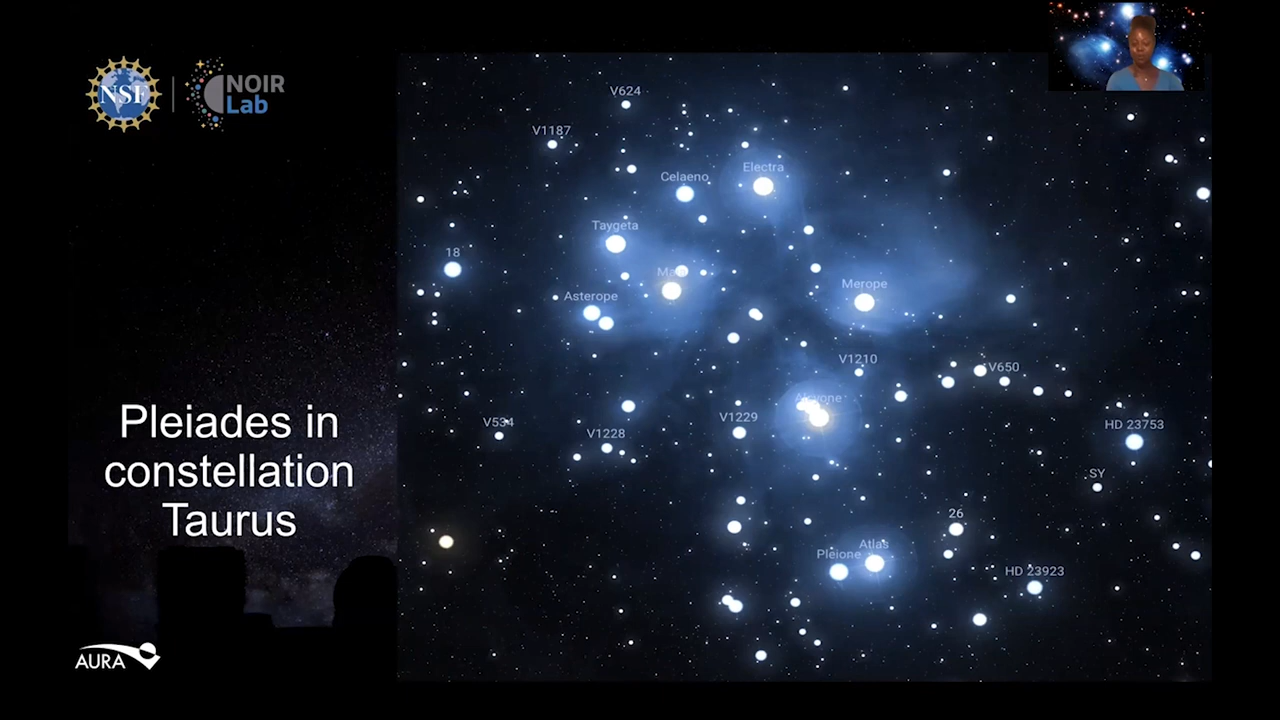 NSF
NOIR
Lab
V624
V1187
Electra
Celaeno
Taygeta
18
Maia
Merope
Asterope
V1210
V650
Alcyone
V1229
HD 23753
V534
V1228
SY
26
Atlas
Pleione
HD 23923
Pleiades in
constellation
Taurus
AURA